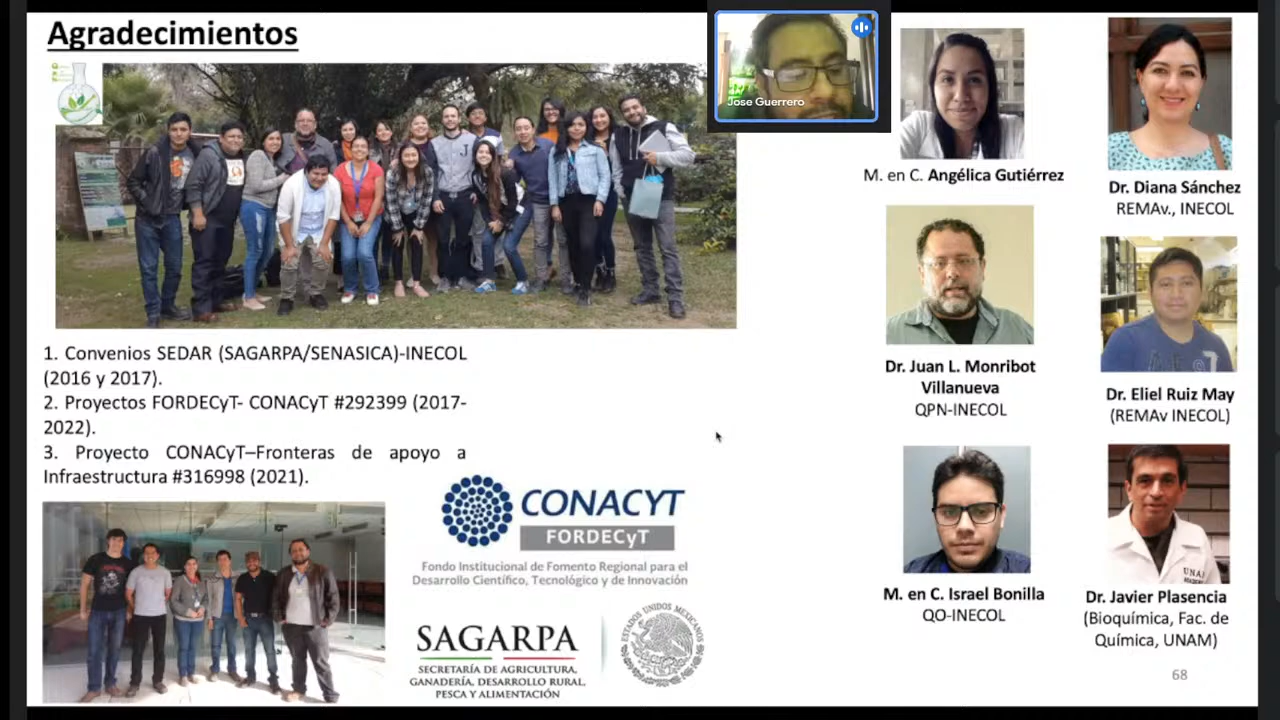 Agradecimientos
Jose Guerrero
M. en C. Angélica Gutiérrez
Dr. Diana Sánchez
REMAv., INECOL
1. Convenios SEDAR (SAGARPA/SENASICA)-INECOL
(2016 y 2017).
2. Proyectos FORDECyT- CONACyT #292399 (2017-
2022).
3. Proyecto CONACyT–Fronteras de apoyo a
Infraestructura #316998 (2021).
Dr. Juan L. Monribot
Villanueva
QPN-INECOL
Dr. Eliel Ruiz May
(REMAv INECOL)
CONACYT
FORDECyT
Fondo Institucional de Fomento Regional para el
Desarrollo Científico, Tecnológico y de Innovación
SAGARPA
SECRETARÍA DE AGRICULTURA,
GANADERÍA, DESARROLLO RURAL,
PESCA Y ALIMENTACIÓN
ESTADOS UNIDOS MEXICANOS
M. en C. Israel Bonilla
QO-INECOL
UNAM
Dr. Javier Plasencia
(Bioquímica, Fac. de
Química, UNAM)
68